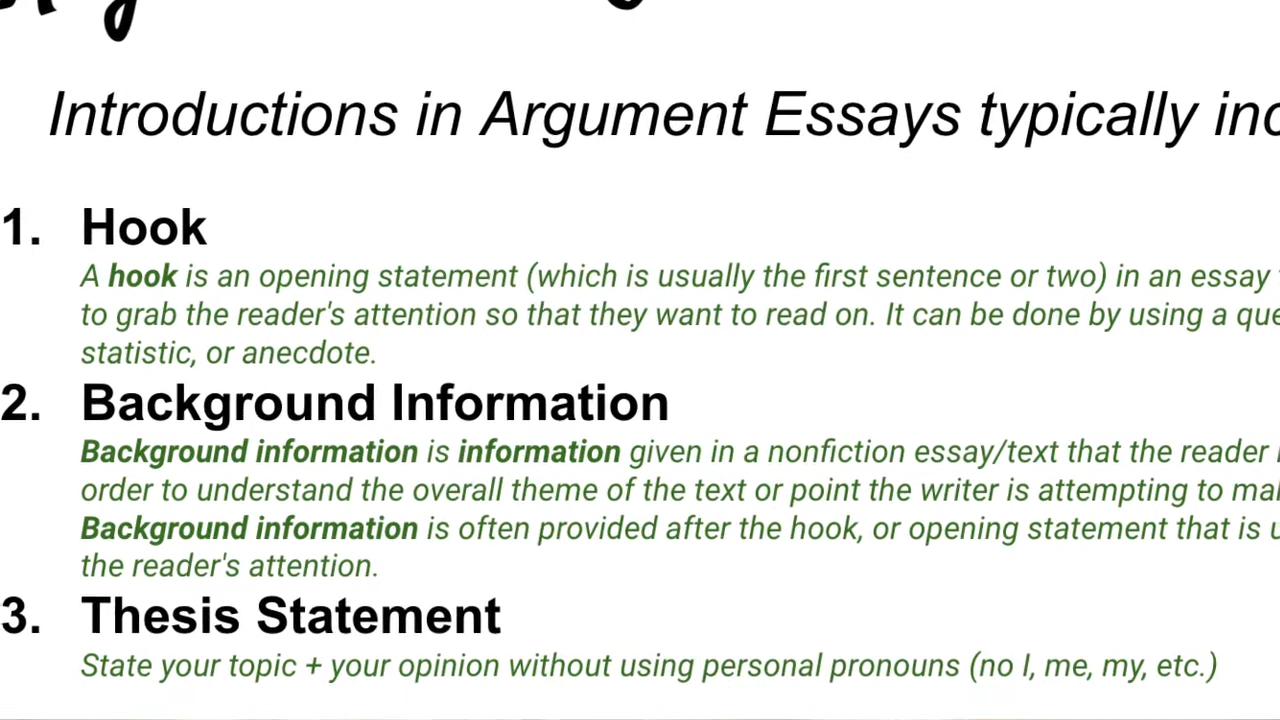 Introductions in Argument Essays typically
1. Hook
A hook is an opening statement (which is usually the first sentence or two) in an essay
to grab the reader's attention so that they want to read on. It can be done by using a
statistic, or anecdote.
2. Background Information
Background information is information given in a nonfiction essay/text that the reader
order to understand the overall theme of the text or point the writer is attempting to
Background information is often provided after the hook, or opening statement that is
the reader's attention.
3. Thesis Statement
State your topic + your opinion without using personal pronouns (no I, me, my, etc.)